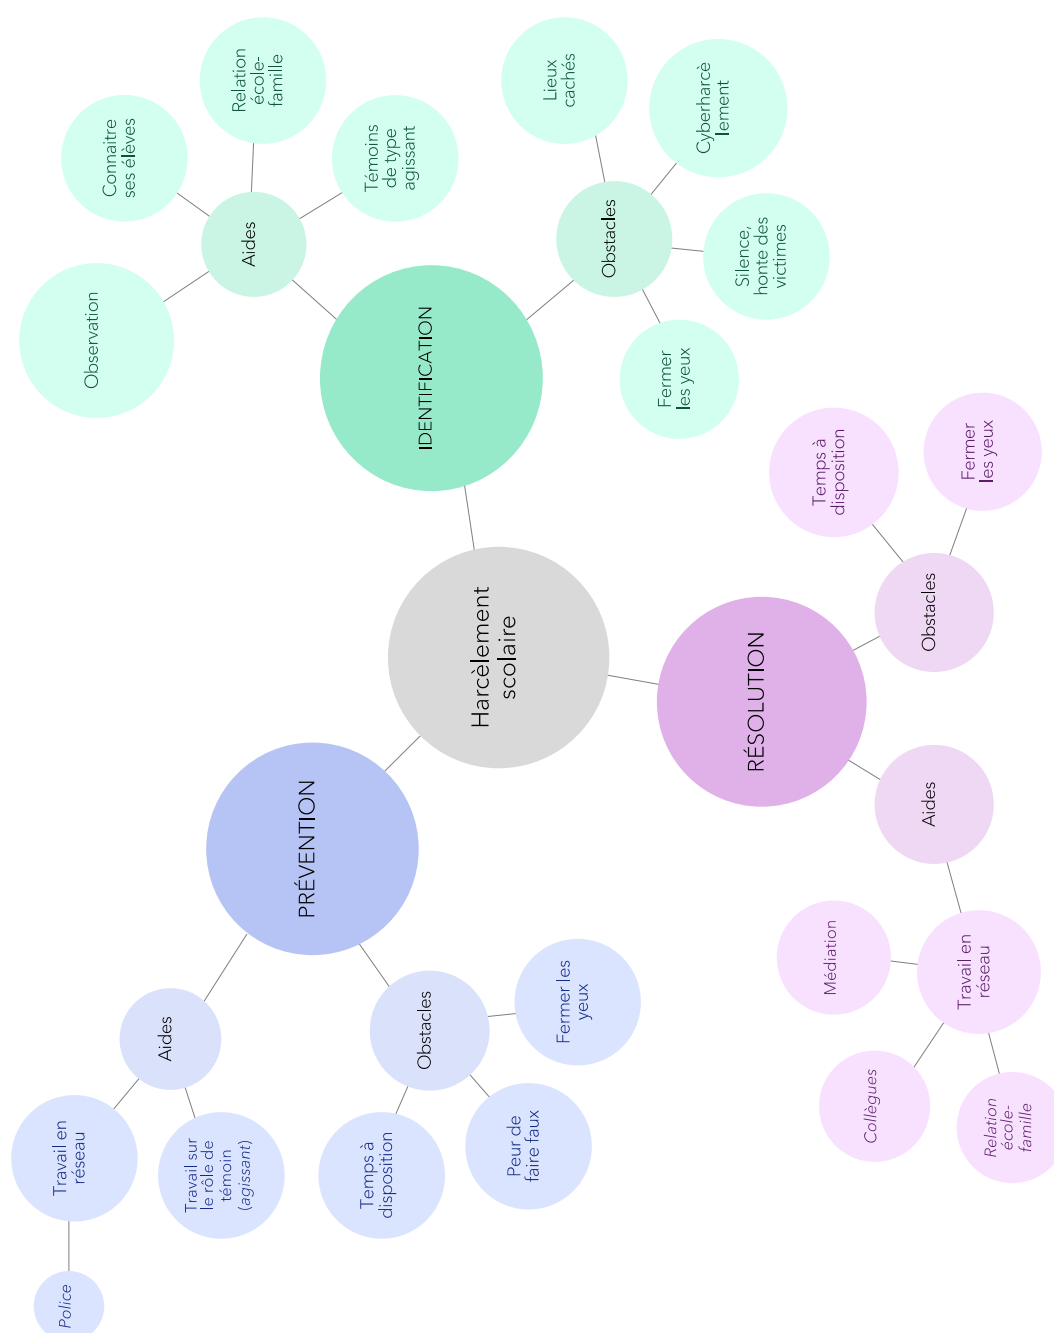 Harcèlement
scolaire
IDENTIFICATION
Aides
Observation
Connaitre
ses élèves
Relation
école-
famille
Témoins
de type
agissant
Obstacles
Lieux
cachés
Cyberharcè
lement
Silence,
honte des
victimes
Fermer
les yeux
RÉSOLUTION
Obstacles
Temps à
disposition
Fermer
les yeux
Aides
Travail en
réseau
Médiation
Collègues
Relation
école-
famille
PRÉVENTION
Aides
Travail en
réseau
Police
Travail sur
le rôle de
témoin
(agissant)
Obstacles
Temps à
disposition
Peur de
faire faux
Fermer les
yeux